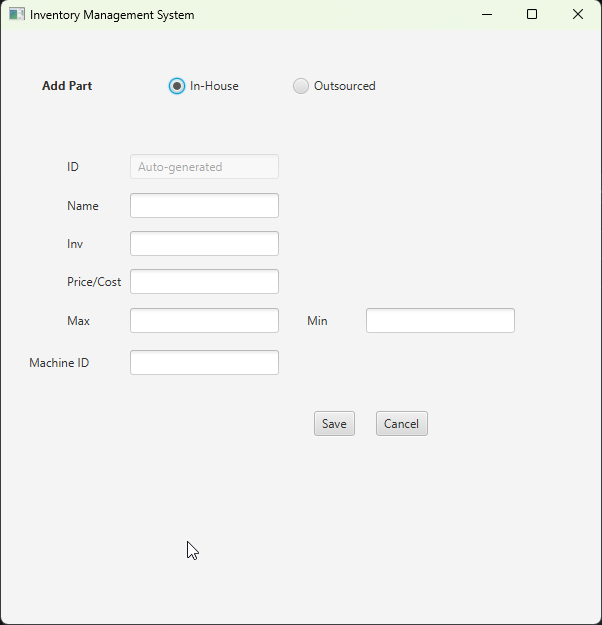 Inventory Management System
Add Part In-House Outsourced
ID Auto-generated
Name
Inv
Price/Cost
Max Min
Machine ID
Save Cancel